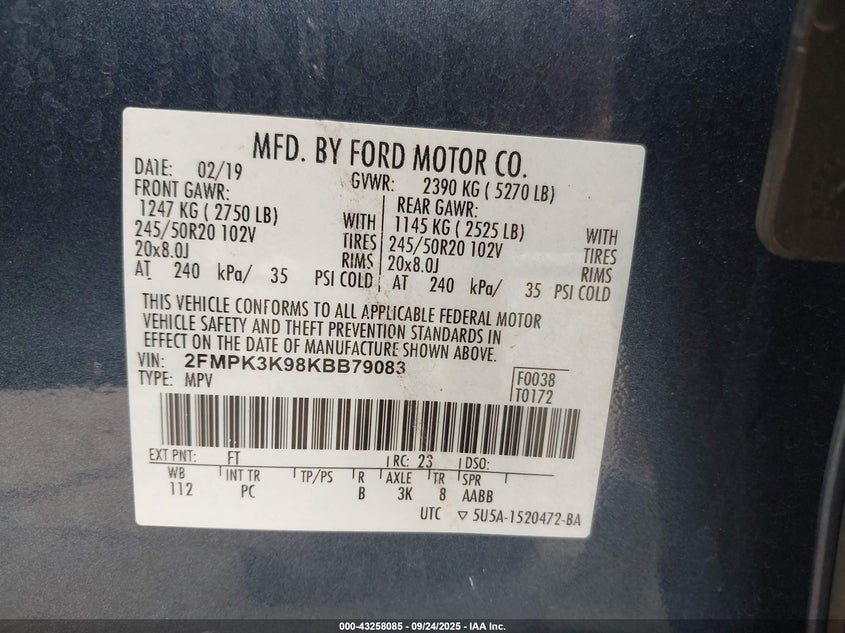 MFD. BY FORD MOTOR CO.
DATE: 02/19
GVWR: 2390 KG ( 5270 LB)
FRONT GAWR:
1247 KG ( 2750 LB) WITH
245/50R20 102V TIRES
20x8.0J RIMS
AT 240 kPa/ 35 PSI COLD
REAR GAWR:
1145 KG ( 2525 LB) WITH
245/50R20 102V TIRES
20x8.0J RIMS
AT 240 kPa/ 35 PSI COLD
THIS VEHICLE CONFORMS TO ALL APPLICABLE FEDERAL MOTOR
VEHICLE SAFETY AND THEFT PREVENTION STANDARDS IN
EFFECT ON THE DATE OF MANUFACTURE SHOWN ABOVE.
VIN: 2FMPK3K98KBB79083
TYPE: MPV
F0038
T0172
EXT PNT: FT RC: 23 DSO:
WB INT TR TP/PS R AXLE TR SPR
112 PC B 3K 8 AABB
UTC ▽ 5U5A-1520472-BA
000-43258085 - 09/24/2025 - IAA Inc.